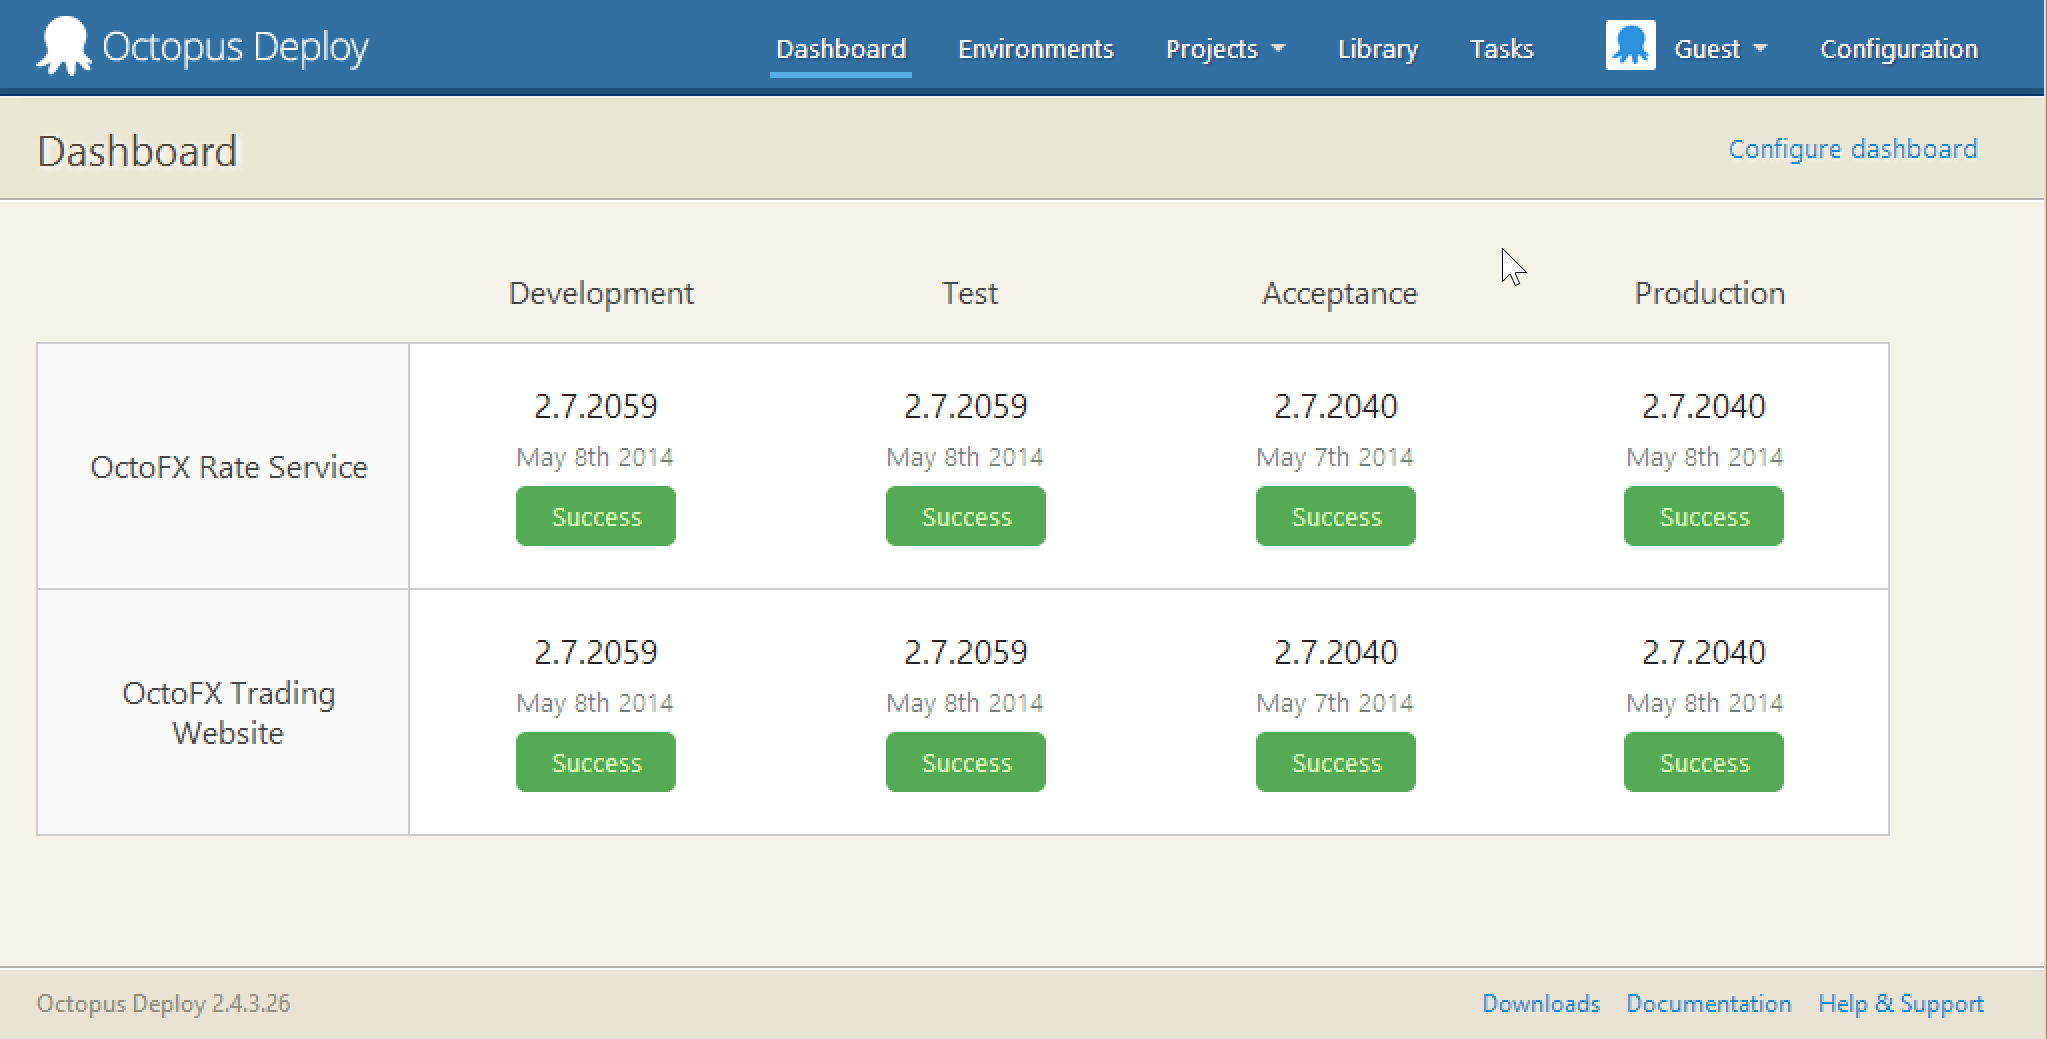 Octopus Deploy
Dashboard Environments Projects Library Tasks Guest Configuration
Dashboard
Configure dashboard
Development Test Acceptance Production
OctoFX Rate Service
2.7.2059 2.7.2059 2.7.2040 2.7.2040
May 8th 2014 May 8th 2014 May 7th 2014 May 8th 2014
Success Success Success Success
OctoFX Trading
Website
2.7.2059 2.7.2059 2.7.2040 2.7.2040
May 8th 2014 May 8th 2014 May 7th 2014 May 8th 2014
Success Success Success Success
Octopus Deploy 2.4.3.26
Downloads Documentation Help & Support